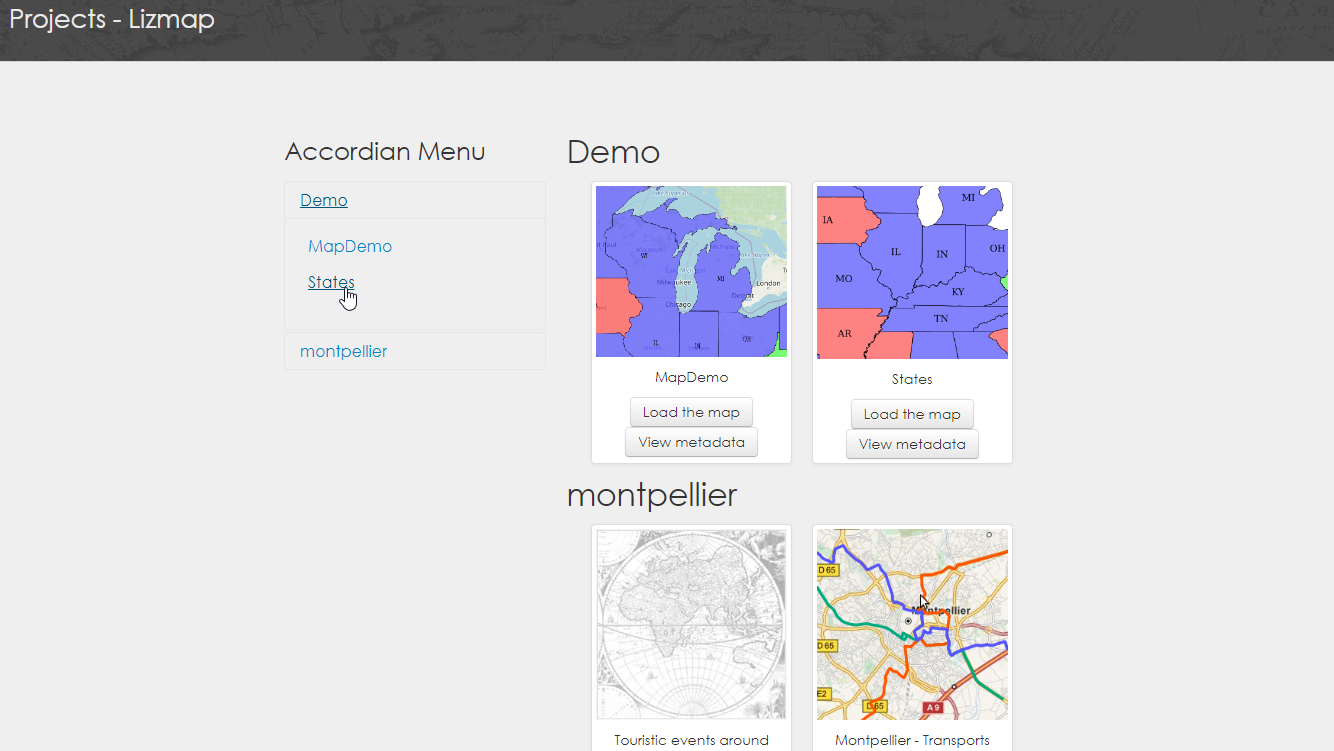 Projects - Lizmap
Accordian Menu
Demo
MapDemo
States
montpellier
Demo
WI
MI
Milwaukee
Chicago
Detroit
London
IL
IN
OH
MapDemo
Load the map
View metadata
MI
IA
IL
IN
OH
MO
KY
TN
AR
States
Load the map
View metadata
montpellier
Touristic events around
D 65
Montpellier
D 65
E2
D 65
A 9
Montpellier - Transports